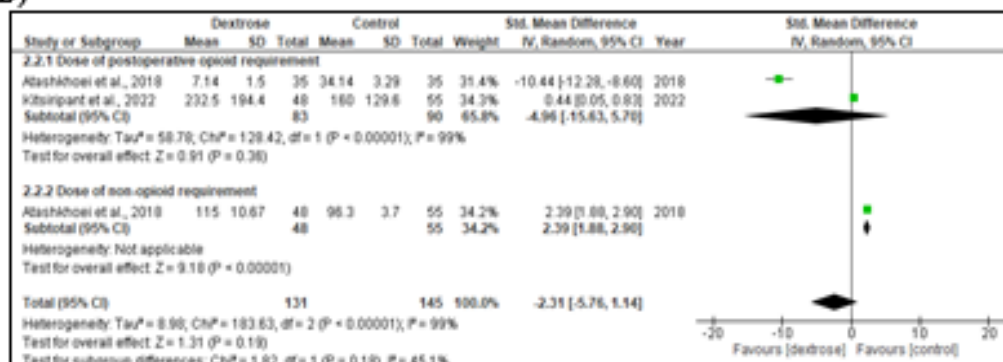 Dextrose Control Std. Mean Difference Std. Mean Difference
Study or Subgroup Mean SD Total Mean SD Total Weight IV, Random, 95% CI Year IV, Random, 95% CI
2.2.1 Dose of postoperative opioid requirement
Atashkhoei et al., 2018 7.14 1.5 35 34.14 3.29 35 31.4% -10.44 [-12.28, -8.60] 2018
Kitsiripant et al., 2022 232.5 194.4 48 160 129.6 55 34.3% 0.44 [0.05, 0.83] 2022
Subtotal (95% CI) 83 90 65.8% -4.96 [-15.63, 5.70]
Heterogeneity: Tau² = 58.78; Chi² = 128.42, df = 1 (P < 0.00001); I² = 99%
Test for overall effect: Z = 0.91 (P = 0.36)
2.2.2 Dose of non-opioid requirement
Atashkhoei et al., 2018 115 10.67 48 96.3 3.7 55 34.2% 2.39 [1.88, 2.90] 2018
Subtotal (95% CI) 48 55 34.2% 2.39 [1.88, 2.90]
Heterogeneity: Not applicable
Test for overall effect: Z = 9.18 (P < 0.00001)
Total (95% CI) 131 145 100.0% -2.31 [-5.76, 1.14]
Heterogeneity: Tau² = 8.98; Chi² = 183.63, df = 2 (P < 0.00001); I² = 99%
Test for overall effect: Z = 1.31 (P = 0.19)
Test for subgroup differences: Chi² = 1.82, df = 1 (P = 0.18), I² = 45.1%
-20 -10 0 10 20
Favours [dextrose] Favours [control]